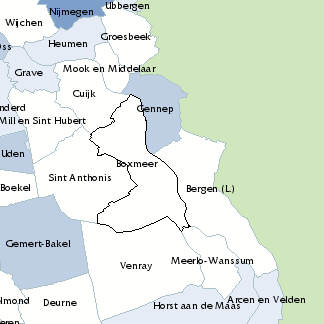 Ubbergen
Nijmegen
Wijchen
Groesbeek
Oss
Heumen
Grave
Mook en Middelaar
Cuijk
Gennep
Mill en Sint Hubert
Uden
Boxmeer
Boekel
Sint Anthonis
Bergen (L.)
Gemert-Bakel
Venray
Meerlo-Wanssum
Deurne
Arcen en Velden
Horst aan de Maas